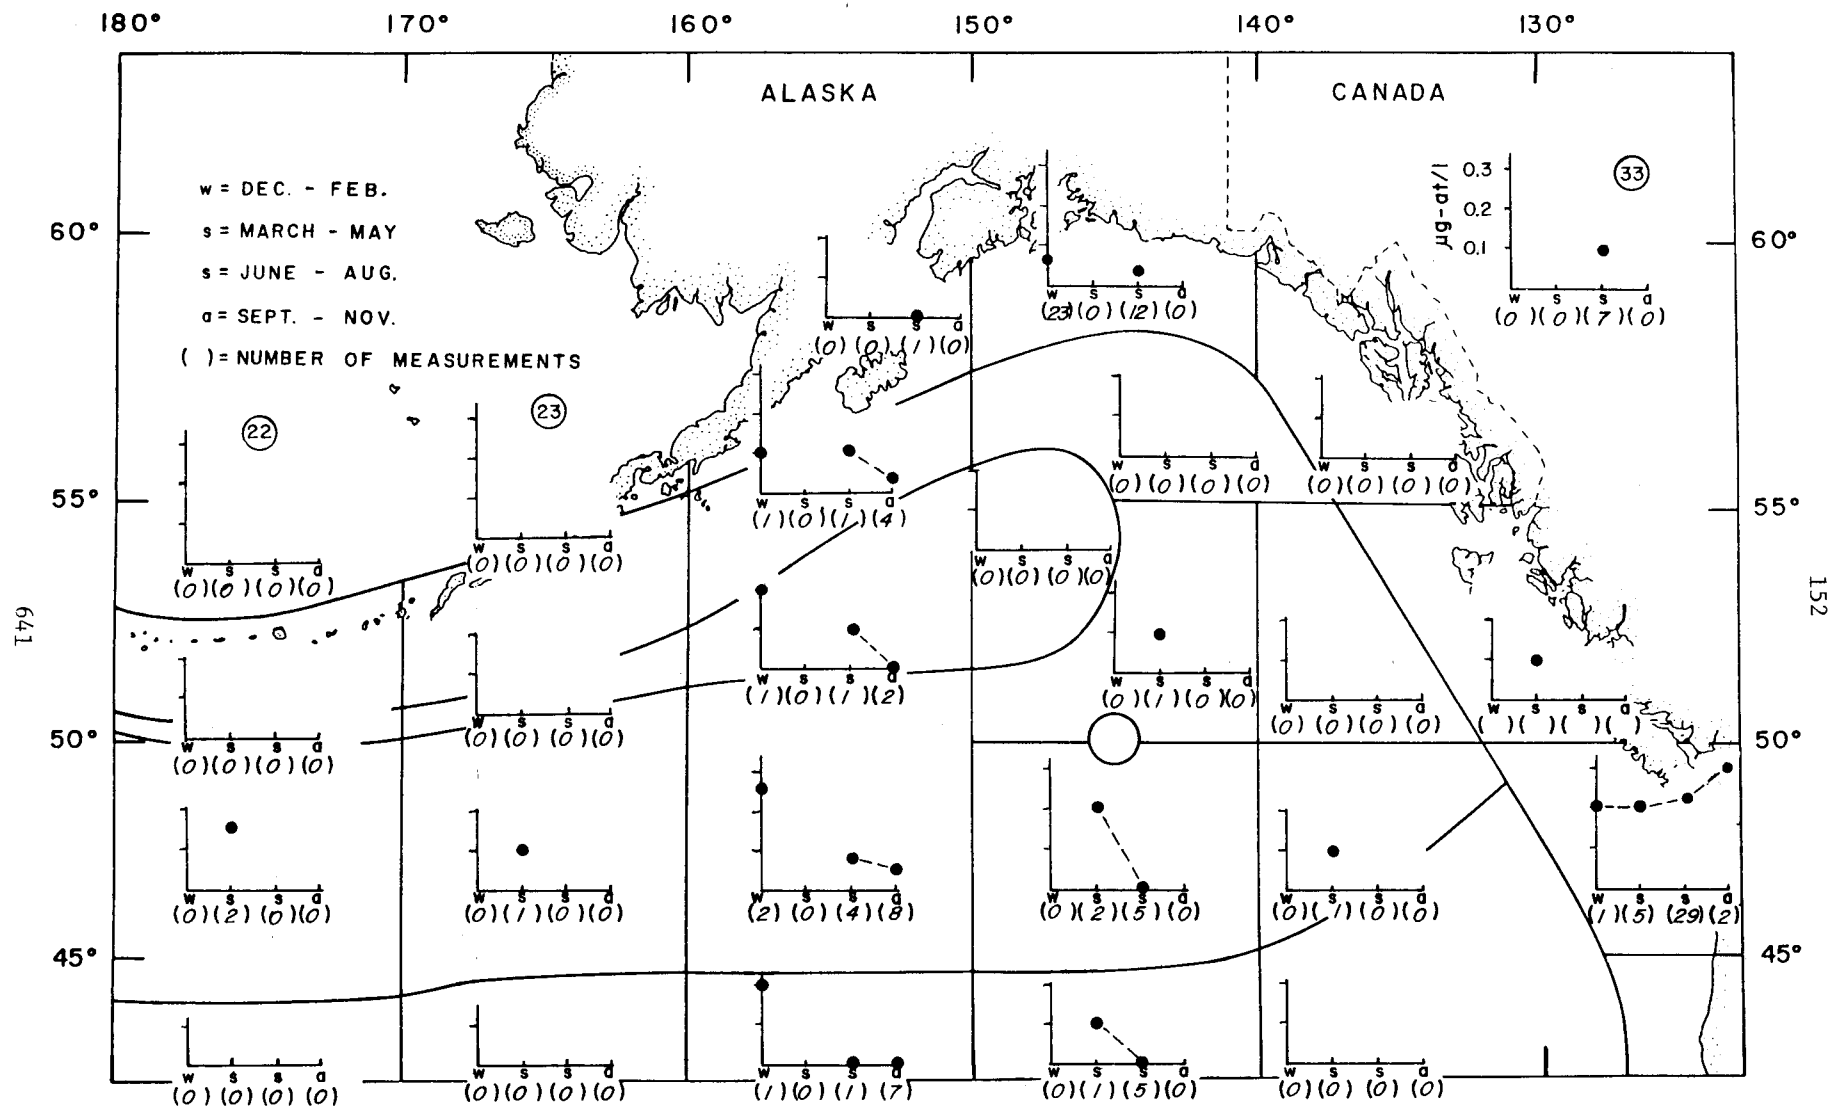 180° 170° 160° 150° 140° 130°
ALASKA CANADA
w = DEC. - FEB.
s = MARCH - MAY
s = JUNE - AUG.
a = SEPT. - NOV.
( ) = NUMBER OF MEASUREMENTS
µg-at/l
0.3
0.2
0.1
33
w s s a
(0)(0)(7)(0)
60° 60°
w s s a
(23)(0)(12)(0)
w s s a
(0)(0)(1)(0)
22
23
w s s a
(0)(0)(0)(0)
w s s a
(0)(0)(0)(0)
55° 55°
w s s a
(1)(0)(1)(4)
w s s a
(0)(0)(0)(0)
w s s a
(0)(0)(0)(0)
w s s a
(0)(0)(0)(0)
w s s a
(0)(0)(0)(0)
641
152
w s s a
(1)(0)(1)(2)
w s s a
(0)(1)(0)(0)
w s s a
(0)(0)(0)(0)
w s s a
( )( )( )( )
w s s a
(0)(0)(0)(0)
50° 50°
w s s a
(0)(0)(0)(0)
w s s a
(0)(2)(0)(0)
w s s a
(0)(1)(0)(0)
w s s a
(2)(0)(4)(8)
w s s a
(0)(2)(5)(0)
w s s a
(0)(1)(0)(0)
w s s a
(1)(5)(29)(2)
45° 45°
w s s a
(0)(0)(0)(0)
w s s a
(0)(0)(0)(0)
w s s a
(1)(0)(1)(7)
w s s a
(0)(1)(5)(0)
w s s a
(0)(0)(0)(0)